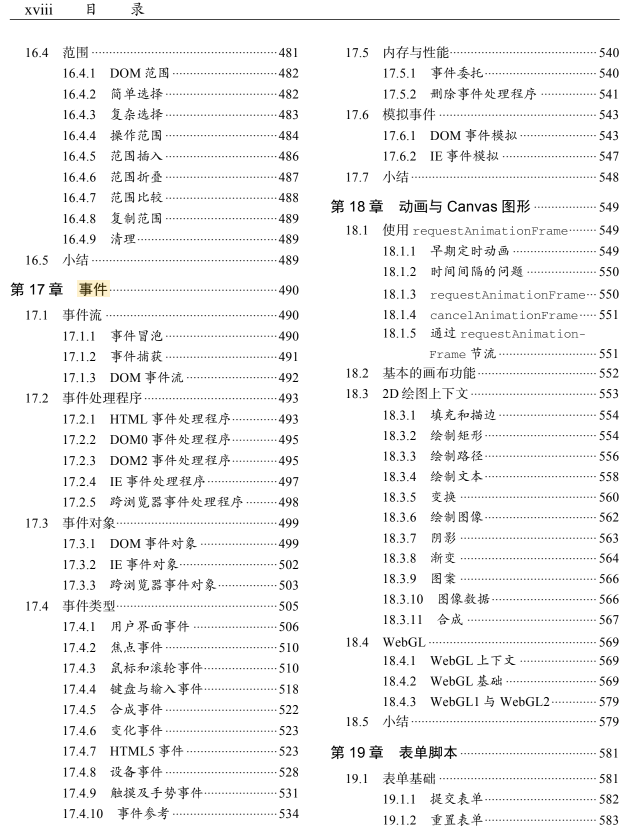 xviii 目 录
16.4 范围 481
16.4.1 DOM 范围 482
16.4.2 简单选择 482
16.4.3 复杂选择 483
16.4.4 操作范围 484
16.4.5 范围插入 486
16.4.6 范围折叠 487
16.4.7 范围比较 488
16.4.8 复制范围 489
16.4.9 清理 489
16.5 小结 489
第 17 章 事件 490
17.1 事件流 490
17.1.1 事件冒泡 490
17.1.2 事件捕获 491
17.1.3 DOM 事件流 492
17.2 事件处理程序 493
17.2.1 HTML 事件处理程序 493
17.2.2 DOM0 事件处理程序 495
17.2.3 DOM2 事件处理程序 495
17.2.4 IE 事件处理程序 497
17.2.5 跨浏览器事件处理程序 498
17.3 事件对象 499
17.3.1 DOM 事件对象 499
17.3.2 IE 事件对象 502
17.3.3 跨浏览器事件对象 503
17.4 事件类型 505
17.4.1 用户界面事件 506
17.4.2 焦点事件 510
17.4.3 鼠标和滚轮事件 510
17.4.4 键盘与输入事件 518
17.4.5 合成事件 522
17.4.6 变化事件 523
17.4.7 HTML5 事件 523
17.4.8 设备事件 528
17.4.9 触摸及手势事件 531
17.4.10 事件参考 534
17.5 内存与性能 540
17.5.1 事件委托 540
17.5.2 删除事件处理程序 541
17.6 模拟事件 543
17.6.1 DOM 事件模拟 543
17.6.2 IE 事件模拟 547
17.7 小结 548
第 18 章 动画与 Canvas 图形 549
18.1 使用 requestAnimationFrame 549
18.1.1 早期定时动画 549
18.1.2 时间间隔的问题 550
18.1.3 requestAnimationFrame 550
18.1.4 cancelAnimationFrame 551
18.1.5 通过 requestAnimation-
Frame 节流 551
18.2 基本的画布功能 552
18.3 2D 绘图上下文 553
18.3.1 填充和描边 554
18.3.2 绘制矩形 554
18.3.3 绘制路径 556
18.3.4 绘制文本 558
18.3.5 变换 560
18.3.6 绘制图像 562
18.3.7 阴影 563
18.3.8 渐变 564
18.3.9 图案 566
18.3.10 图像数据 566
18.3.11 合成 567
18.4 WebGL 569
18.4.1 WebGL 上下文 569
18.4.2 WebGL 基础 569
18.4.3 WebGL1 与 WebGL2 579
18.5 小结 579
第 19 章 表单脚本 581
19.1 表单基础 581
19.1.1 提交表单 582
19.1.2 重置表单 583